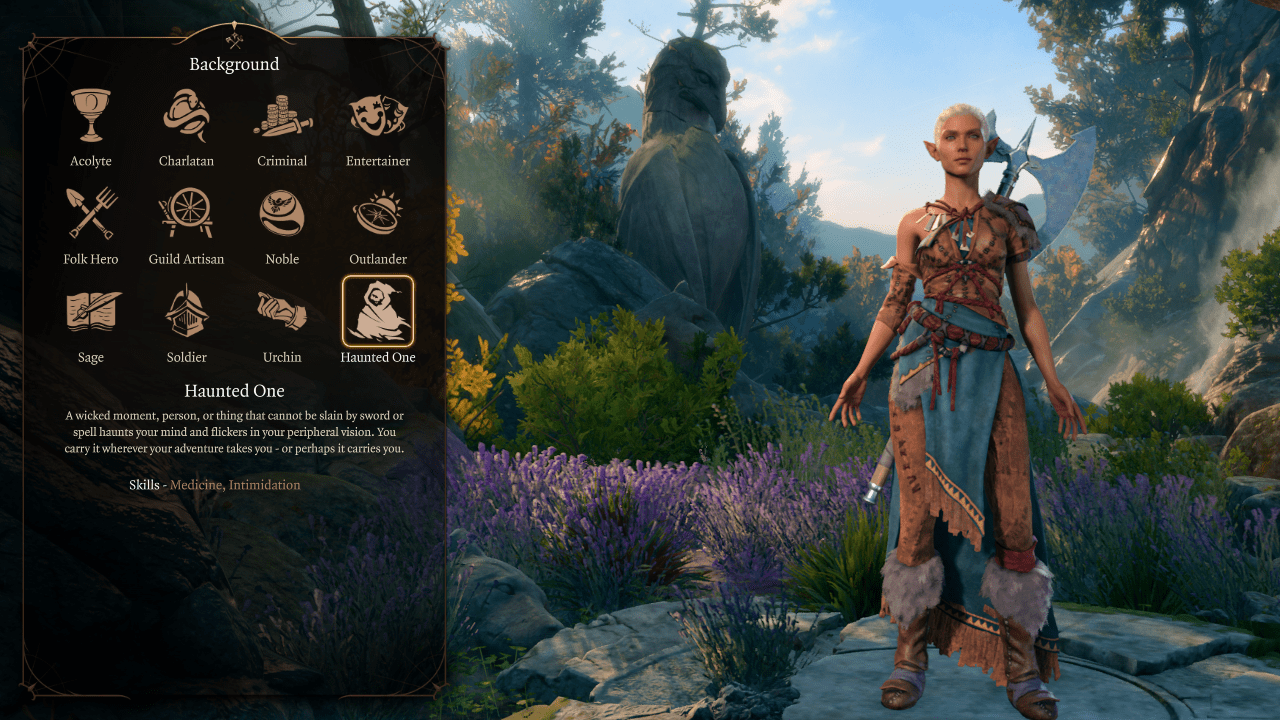 Background
Acolyte Charlatan Criminal Entertainer
Folk Hero Guild Artisan Noble Outlander
Sage Soldier Urchin Haunted One
Haunted One
A wicked moment, person, or thing that cannot be slain by sword or
spell haunts your mind and flickers in your peripheral vision. You
carry it wherever your adventure takes you - or perhaps it carries you.
Skills - Medicine, Intimidation